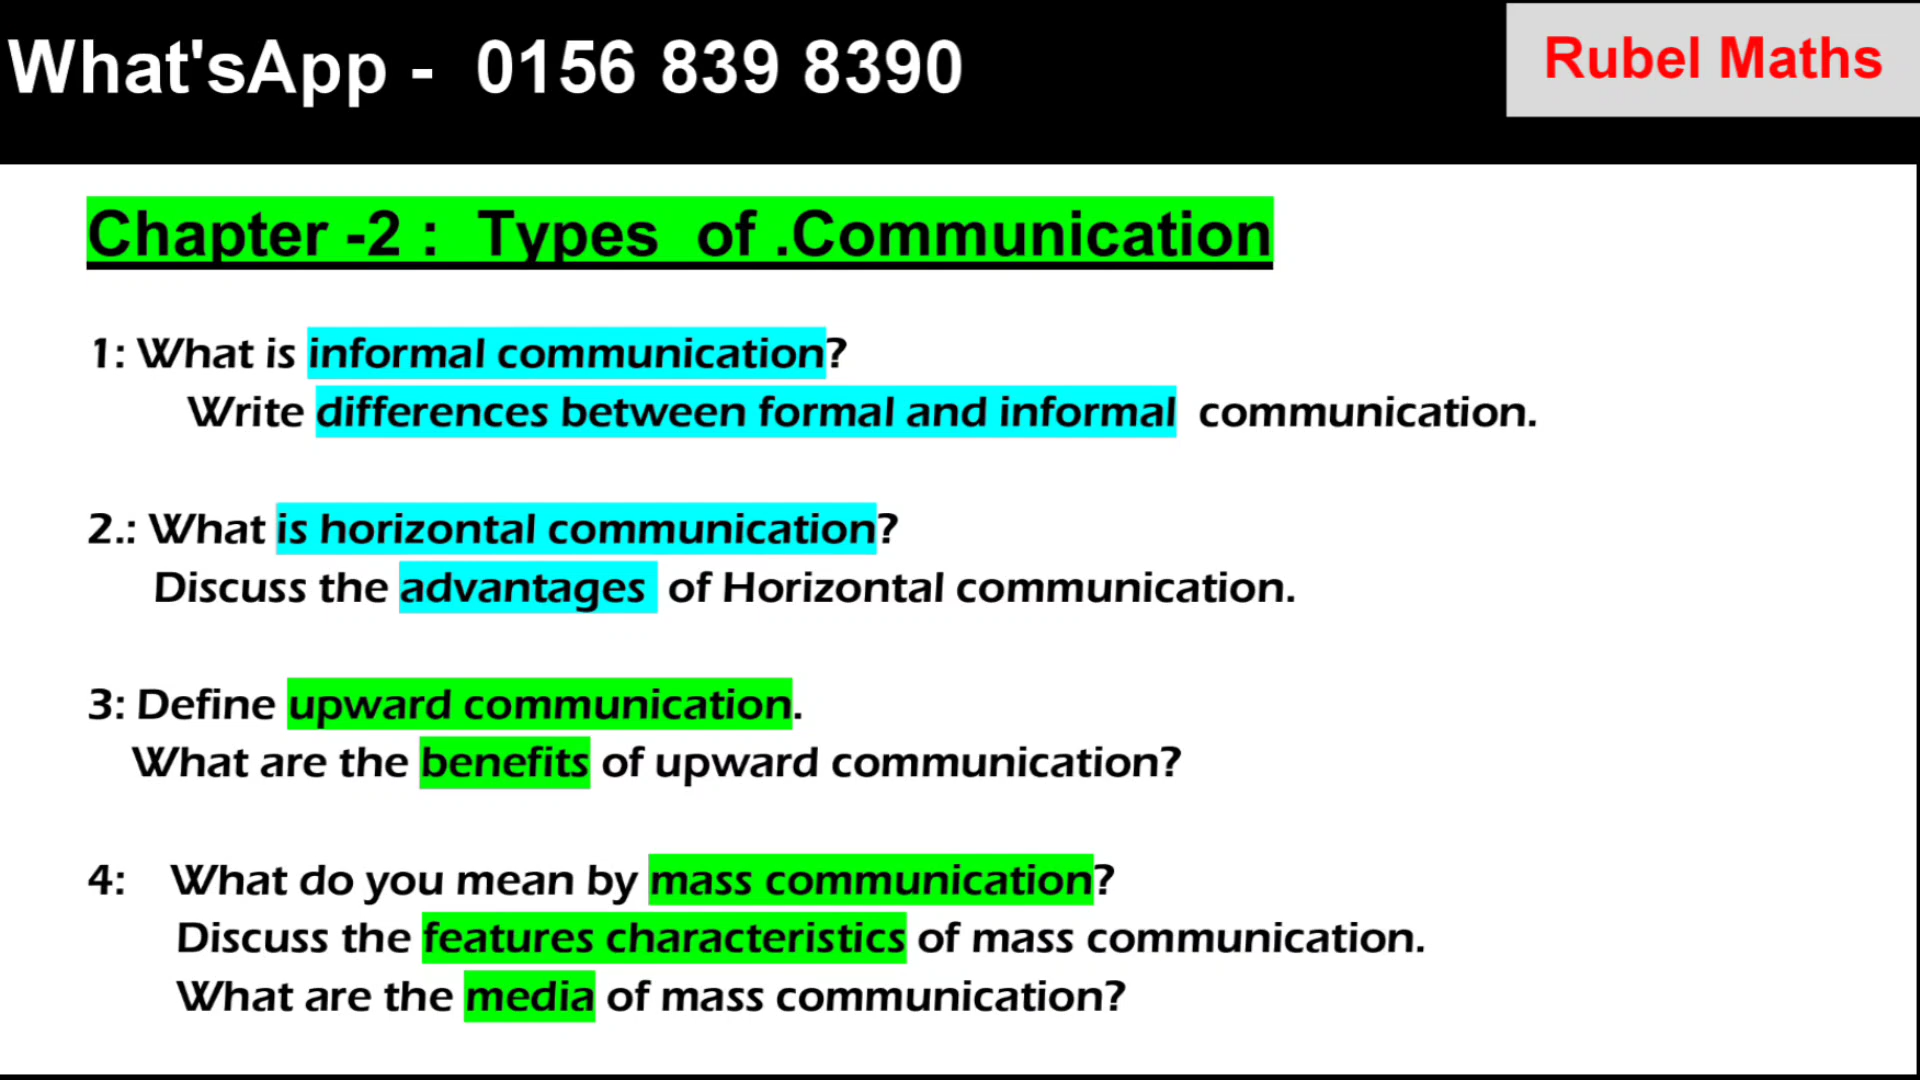 What'sApp - 0156 839 8390
Rubel Maths
Chapter -2 : Types of .Communication
1: What is informal communication?
Write differences between formal and informal communication.
2.: What is horizontal communication?
Discuss the advantages of Horizontal communication.
3: Define upward communication.
What are the benefits of upward communication?
4: What do you mean by mass communication?
Discuss the features characteristics of mass communication.
What are the media of mass communication?